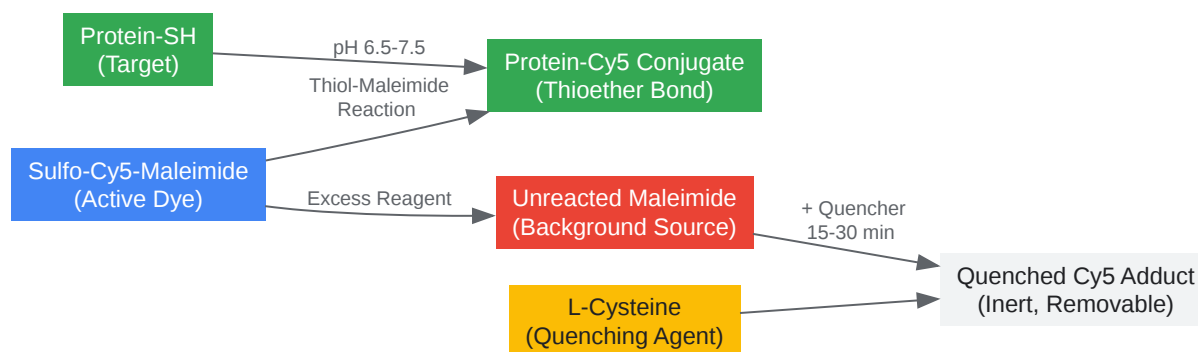 Protein-SH
(Target)
pH 6.5-7.5
Protein-Cy5 Conjugate
(Thioether Bond)
Thiol-Maleimide
Reaction
Sulfo-Cy5-Maleimide
(Active Dye)
Excess Reagent
Unreacted Maleimide
(Background Source)
+ Quencher
15-30 min
Quenched Cy5 Adduct
(Inert, Removable)
L-Cysteine
(Quenching Agent)